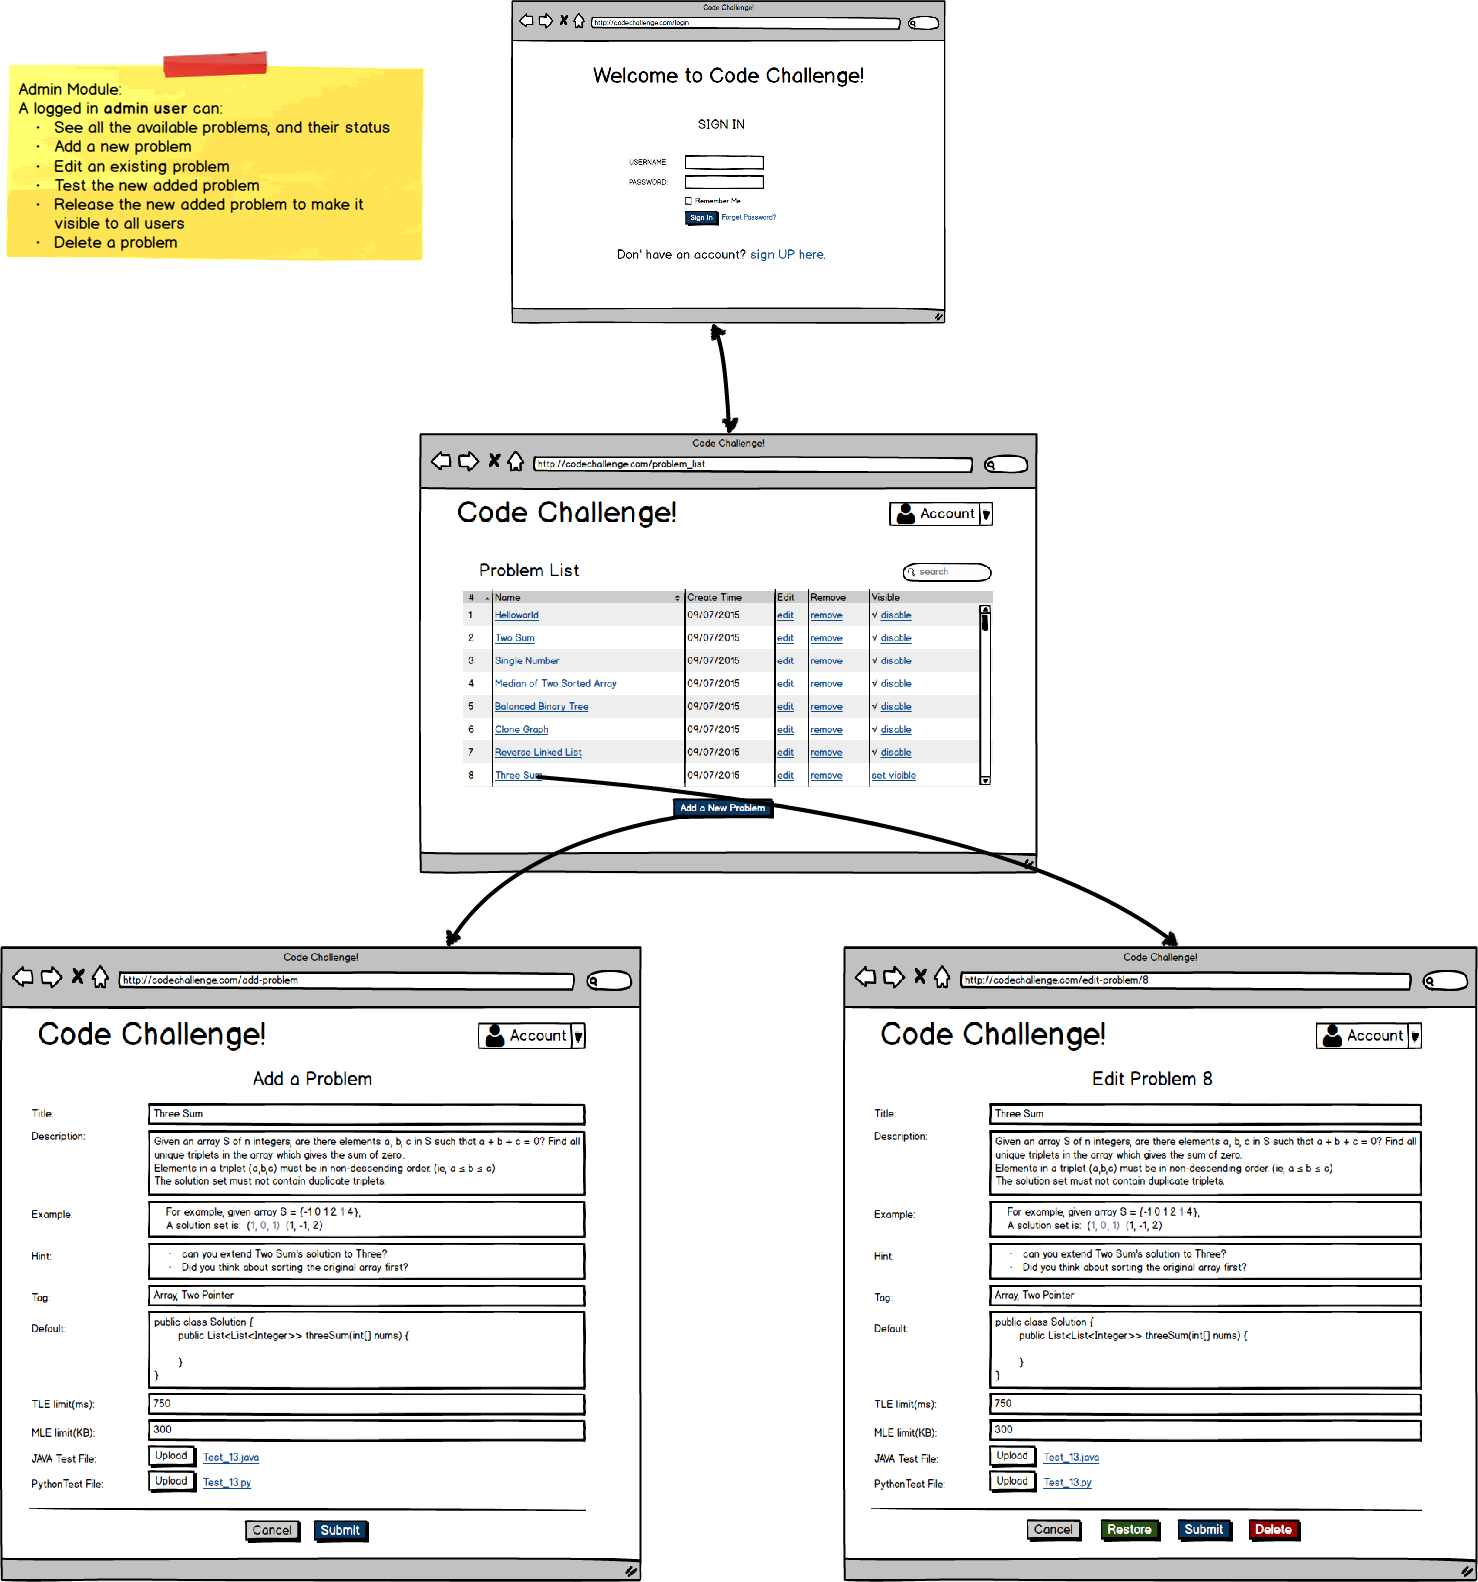 Admin Module:
A logged in admin user can:
· See all the available problems, and their status
· Add a new problem
· Edit an existing problem
· Test the new added problem
· Release the new added problem to make it
visible to all users
· Delete a problem
Code Challenge!
http://codechallenge.com/login
Welcome to Code Challenge!
SIGN IN
USERNAME:
PASSWORD:
Remember Me
Sign In Forget Password?
Don' have an account? sign UP here.
Code Challenge!
http://codechallenge.com/problem_list
Code Challenge!
Account
Problem List
search
# Name Create Time Edit Remove Visible
1 Helloworld 09/07/2015 edit remove √ disable
2 Two Sum 09/07/2015 edit remove √ disable
3 Single Number 09/07/2015 edit remove √ disable
4 Median of Two Sorted Array 09/07/2015 edit remove √ disable
5 Balanced Binary Tree 09/07/2015 edit remove √ disable
6 Clone Graph 09/07/2015 edit remove √ disable
7 Reverse Linked List 09/07/2015 edit remove √ disable
8 Three Sum 09/07/2015 edit remove set visible
Add a New Problem
Code Challenge!
http://codechallenge.com/add-problem
Code Challenge!
Account
Add a Problem
Title: Three Sum
Description: Given an array S of n integers, are there elements a, b, c in S such that a + b + c = 0? Find all
unique triplets in the array which gives the sum of zero.
Elements in a triplet (a,b,c) must be in non-descending order. (ie, a ≤ b ≤ c)
The solution set must not contain duplicate triplets.
Example: For example, given array S = {-1 0 1 2 1 4},
A solution set is: (1, 0, 1) (1, -1, 2)
Hint: · can you extend Two Sum's solution to Three?
· Did you think about sorting the original array first?
Tag: Array, Two Pointer
Default: public class Solution {
public List<List<Integer>> threeSum(int[] nums) {
}
}
TLE limit(ms): 750
MLE limit(KB): 300
JAVA Test File: Upload Test_13.java
PythonTest File: Upload Test_13.py
Cancel Submit
Code Challenge!
http://codechallenge.com/edit-problem/8
Code Challenge!
Account
Edit Problem 8
Title: Three Sum
Description: Given an array S of n integers, are there elements a, b, c in S such that a + b + c = 0? Find all
unique triplets in the array which gives the sum of zero.
Elements in a triplet (a,b,c) must be in non-descending order. (ie, a ≤ b ≤ c)
The solution set must not contain duplicate triplets.
Example: For example, given array S = {-1 0 1 2 1 4},
A solution set is: (1, 0, 1) (1, -1, 2)
Hint: · can you extend Two Sum's solution to Three?
· Did you think about sorting the original array first?
Tag: Array, Two Pointer
Default: public class Solution {
public List<List<Integer>> threeSum(int[] nums) {
}
}
TLE limit(ms): 750
MLE limit(KB): 300
JAVA Test File: Upload Test_13.java
PythonTest File: Upload Test_13.py
Cancel Restore Submit Delete